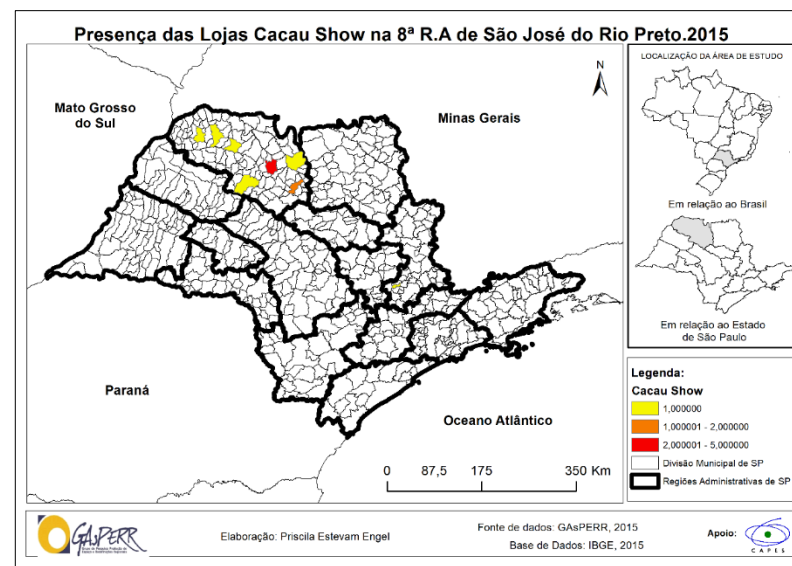 Presença das Lojas Cacau Show na 8ª R.A de São José do Rio Preto.2015
Mato Grosso
do Sul
Minas Gerais
N
Paraná
Oceano Atlântico
0 87,5 175 350 Km
LOCALIZAÇÃO DA ÁREA DE ESTUDO
Em relação ao Brasil
Em relação ao Estado
de São Paulo
Legenda:
Cacau Show
1,000000
1,000001 - 2,000000
2,000001 - 5,000000
Divisão Municipal de SP
Regiões Administrativas de SP
GAsPERR
Elaboração: Priscila Estevam Engel
Fonte de dados: GAsPERR, 2015
Base de Dados: IBGE, 2015
Apoio:
CAPES